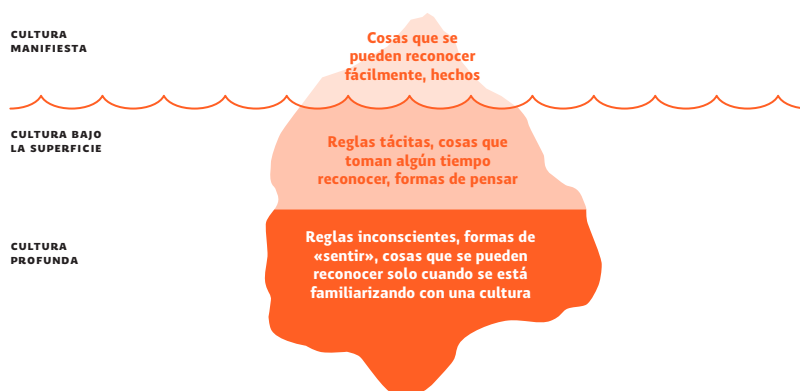 CULTURA
MANIFIESTA
Cosas que se
pueden reconocer
fácilmente, hechos
CULTURA BAJO
LA SUPERFICIE
Reglas tácitas, cosas que
toman algún tiempo
reconocer, formas de pensar
CULTURA
PROFUNDA
Reglas inconscientes, formas de
«sentir», cosas que se pueden
reconocer solo cuando se está
familiarizando con una cultura